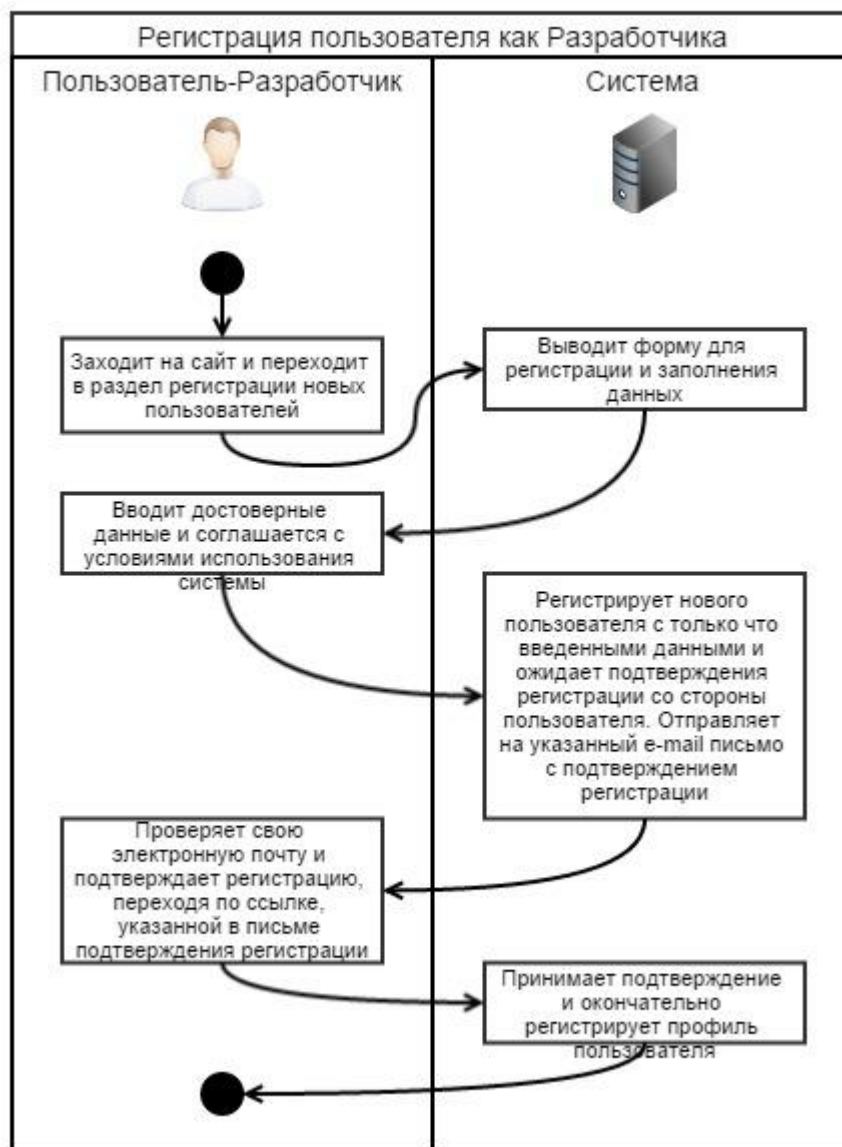 Регистрация пользователя как Разработчика
Пользователь-Разработчик
Система
Заходит на сайт и переходит
в раздел регистрации новых
пользователей
Выводит форму для
регистрации и заполнения
данных
Вводит достоверные
данные и соглашается с
условиями использования
системы
Регистрирует нового
пользователя с только что
введенными данными и
ожидает подтверждения
регистрации со стороны
пользователя. Отправляет
на указанный e-mail письмо
с подтверждением
регистрации
Проверяет свою
электронную почту и
подтверждает регистрацию,
переходя по ссылке,
указанной в письме
подтверждения регистрации
Принимает подтверждение
и окончательно
регистрирует профиль
пользователя